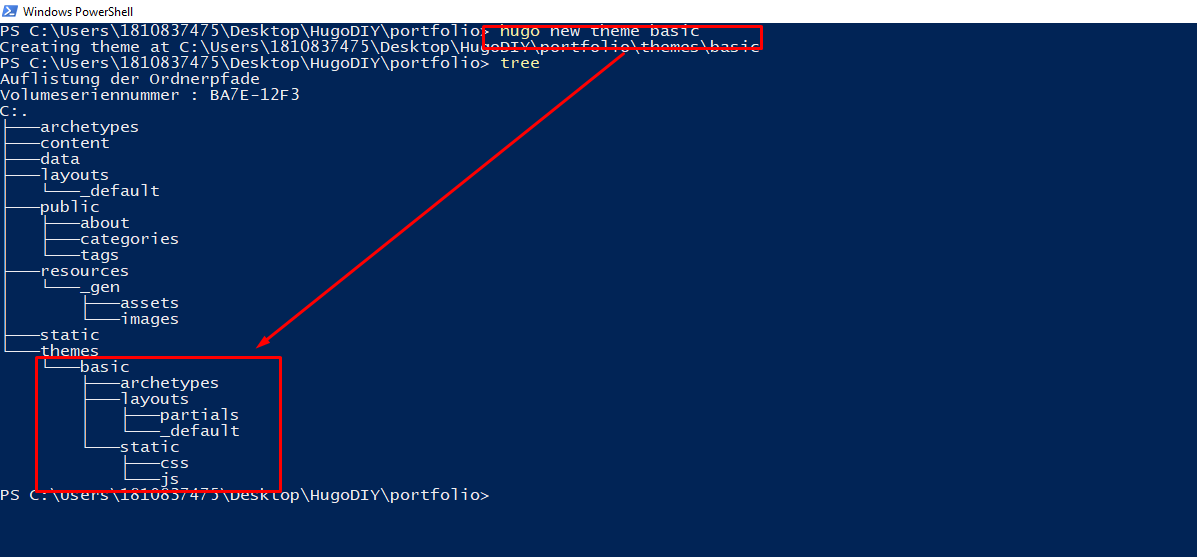 Windows PowerShell
PS C:\Users\1810837475\Desktop\HugoDIY\portfolio> hugo new theme basic
Creating theme at C:\Users\1810837475\Desktop\HugoDIY\portfolio\themes\basic
PS C:\Users\1810837475\Desktop\HugoDIY\portfolio> tree
Auflistung der Ordnerpfade
Volumeseriennummer : BA7E-12F3
C:.
├───archetypes
├───content
├───data
├───layouts
│   └───_default
├───public
│   ├───about
│   ├───categories
│   └───tags
├───resources
│   └───_gen
│       ├───assets
│       └───images
├───static
└───themes
    └───basic
        ├───archetypes
        ├───layouts
        │   ├───partials
        │   └───_default
        └───static
            ├───css
            └───js
PS C:\Users\1810837475\Desktop\HugoDIY\portfolio>